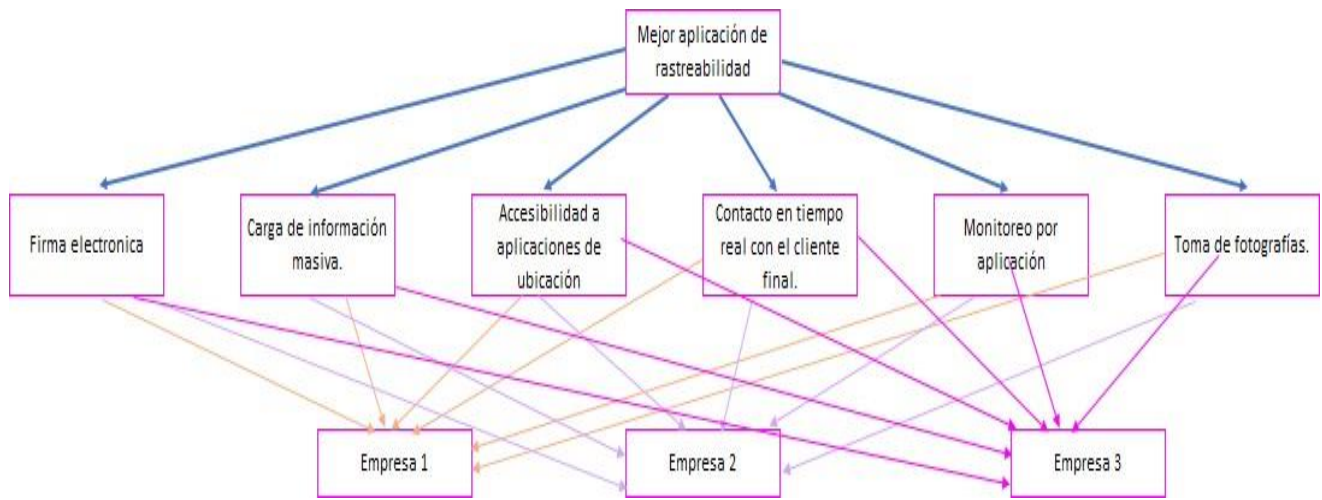 Mejor aplicación de
rastreabilidad
Firma electronica
Carga de información
masiva.
Accesibilidad a
aplicaciones de
ubicación
Contacto en tiempo
real con el cliente
final.
Monitoreo por
aplicación
Toma de fotografías.
Empresa 1
Empresa 2
Empresa 3